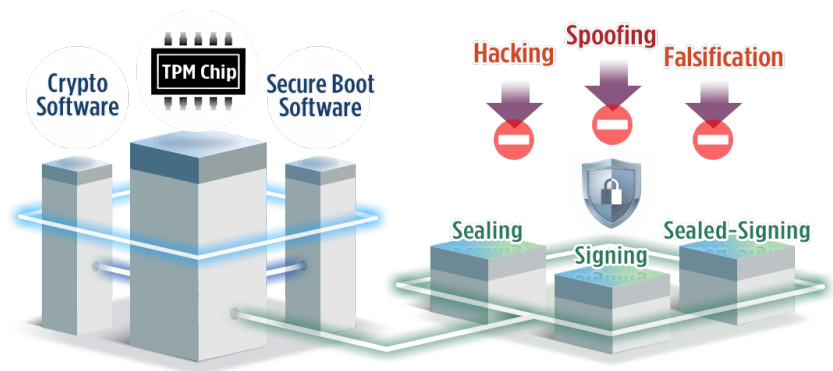 Crypto
Software
TPM Chip
Secure Boot
Software
Hacking
Spoofing
Falsification
Sealing
Signing
Sealed-Signing